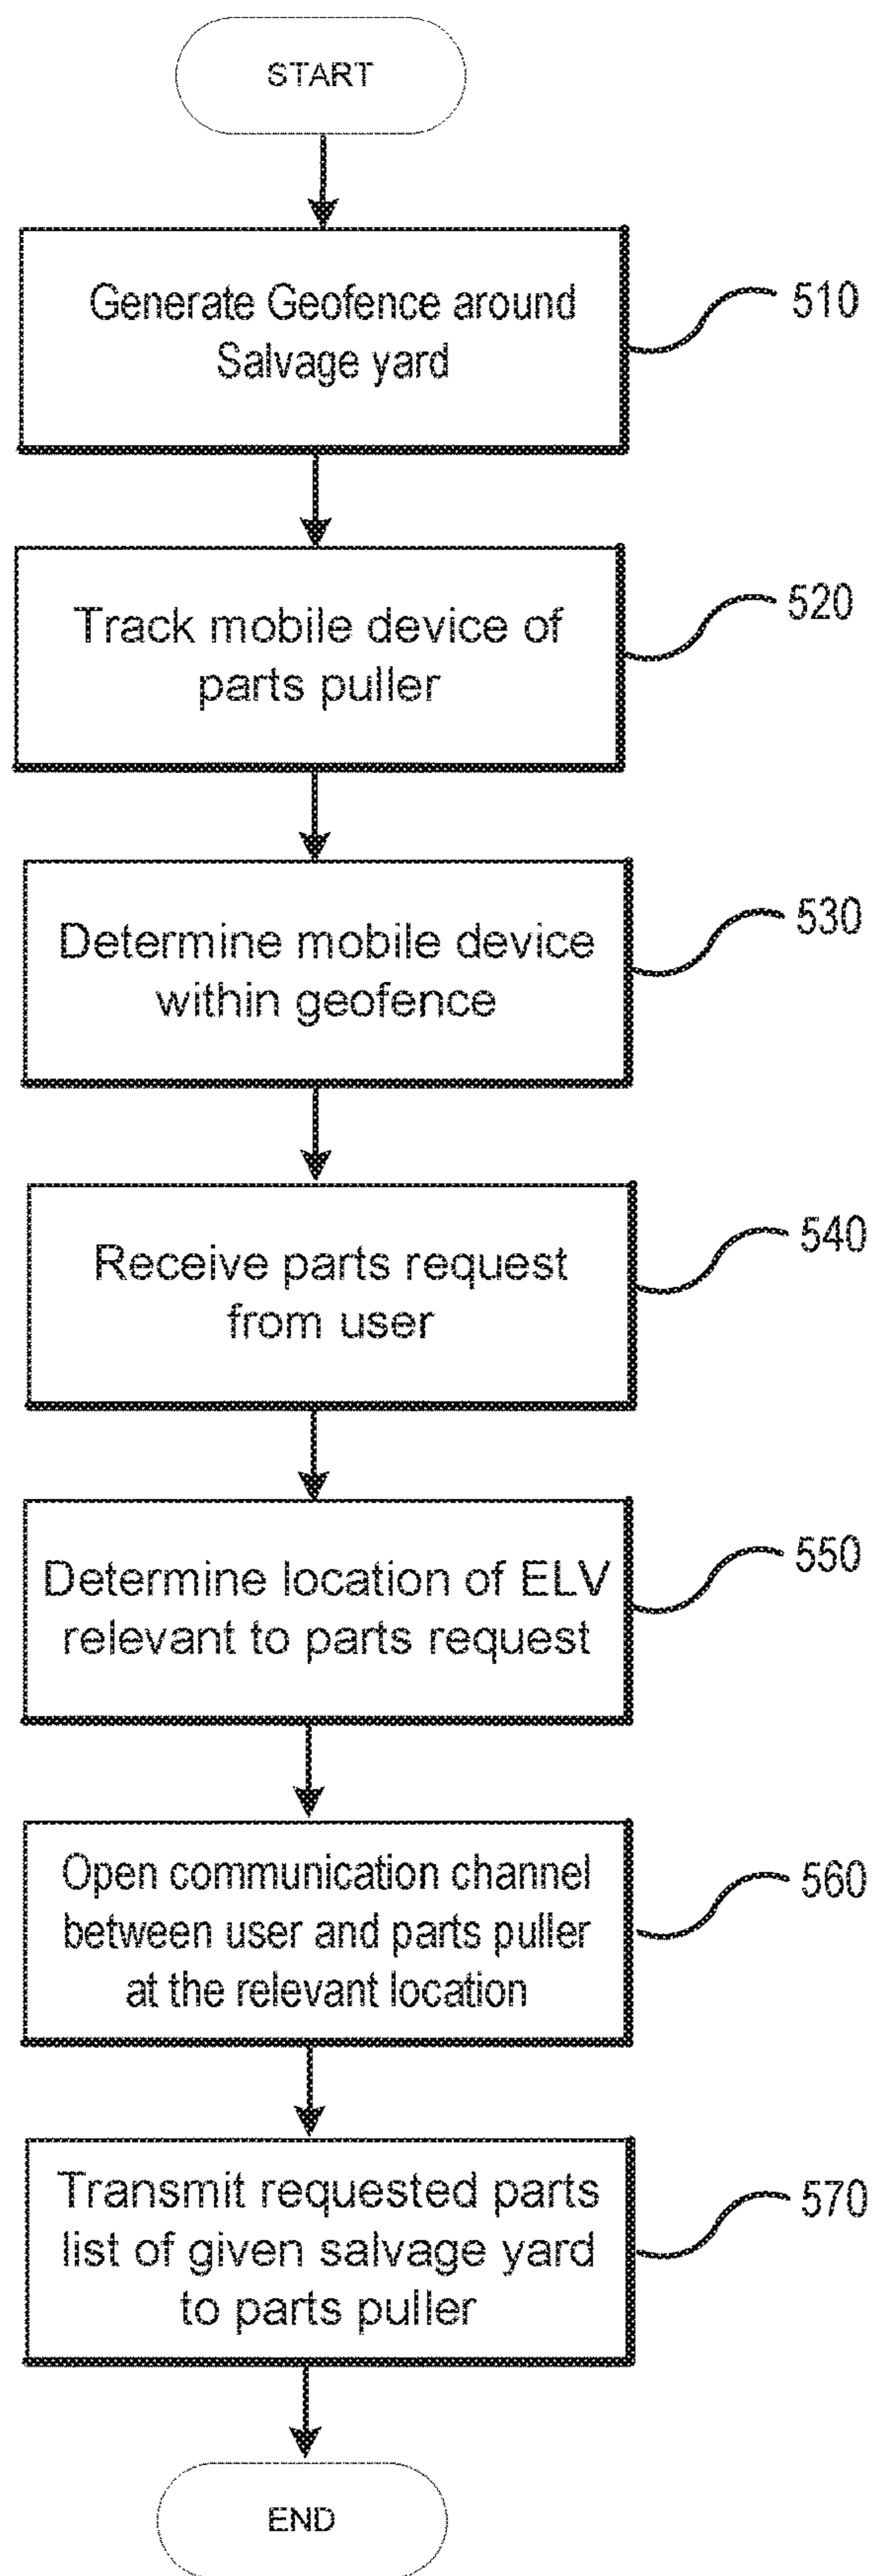 START
Generate Geofence around
Salvage yard
510
Track mobile device of
parts puller
520
Determine mobile device
within geofence
530
Receive parts request
from user
540
Determine location of ELV
relevant to parts request
550
Open communication channel
between user and parts puller
at the relevant location
560
Transmit requested parts
list of given salvage yard
to parts puller
570
END